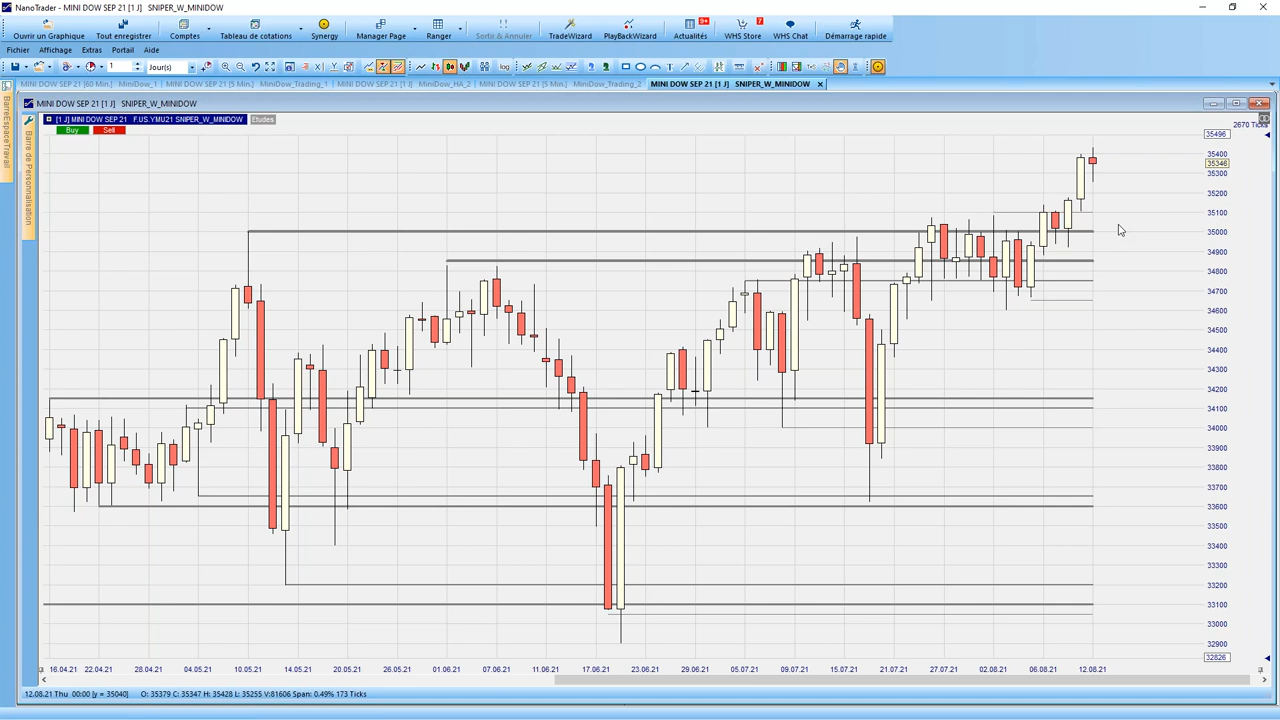 NanoTrader - MINI DOW SEP 21 [1 J] SNIPER_W_MINIDOW
Ouvrir un Graphique
Tout enregistrer
Comptes
Tableau de cotations
Synergy
Manager Page
Ranger
Sortie & Annuler
TradeWizard
PlayBackWizard
9+
Actualités
7
WHS Store
WHS Chat
Démarrage rapide
Fichier Affichage Extras Portail Aide
1 Jour(s)
log
MINI DOW SEP 21 [60 Min.] MiniDow_1
MINI DOW SEP 21 [5 Min.] MiniDow_Trading_1
MINI DOW SEP 21 [1 J] MiniDow_HA_2
MINI DOW SEP 21 [5 Min.] MiniDow_Trading_2
MINI DOW SEP 21 [1 J] SNIPER_W_MINIDOW
MINI DOW SEP 21 [1 J] SNIPER_W_MINIDOW
BarreEspaceTravail
Barre de Personnalisation
[1 J] MINI DOW SEP 21 F.US.YMU21 SNIPER_W_MINIDOW
Etudes
Buy Sell
2670 Ticks
35496
35400
35346
35300
35200
35100
35000
34900
34800
34700
34600
34500
34400
34300
34200
34100
34000
33900
33800
33700
33600
33500
33400
33300
33200
33100
33000
32900
32826
16.04.21 22.04.21 28.04.21 04.05.21 10.05.21 14.05.21 20.05.21 26.05.21 01.06.21 07.06.21 11.06.21 17.06.21 23.06.21 29.06.21 05.07.21 09.07.21 15.07.21 21.07.21 27.07.21 02.08.21 06.08.21 12.08.21
12.08.21 Thu 00:00 [y = 35040] O: 35379 C: 35347 H: 35428 L: 35255 V:81606 Span: 0.49% 173 Ticks